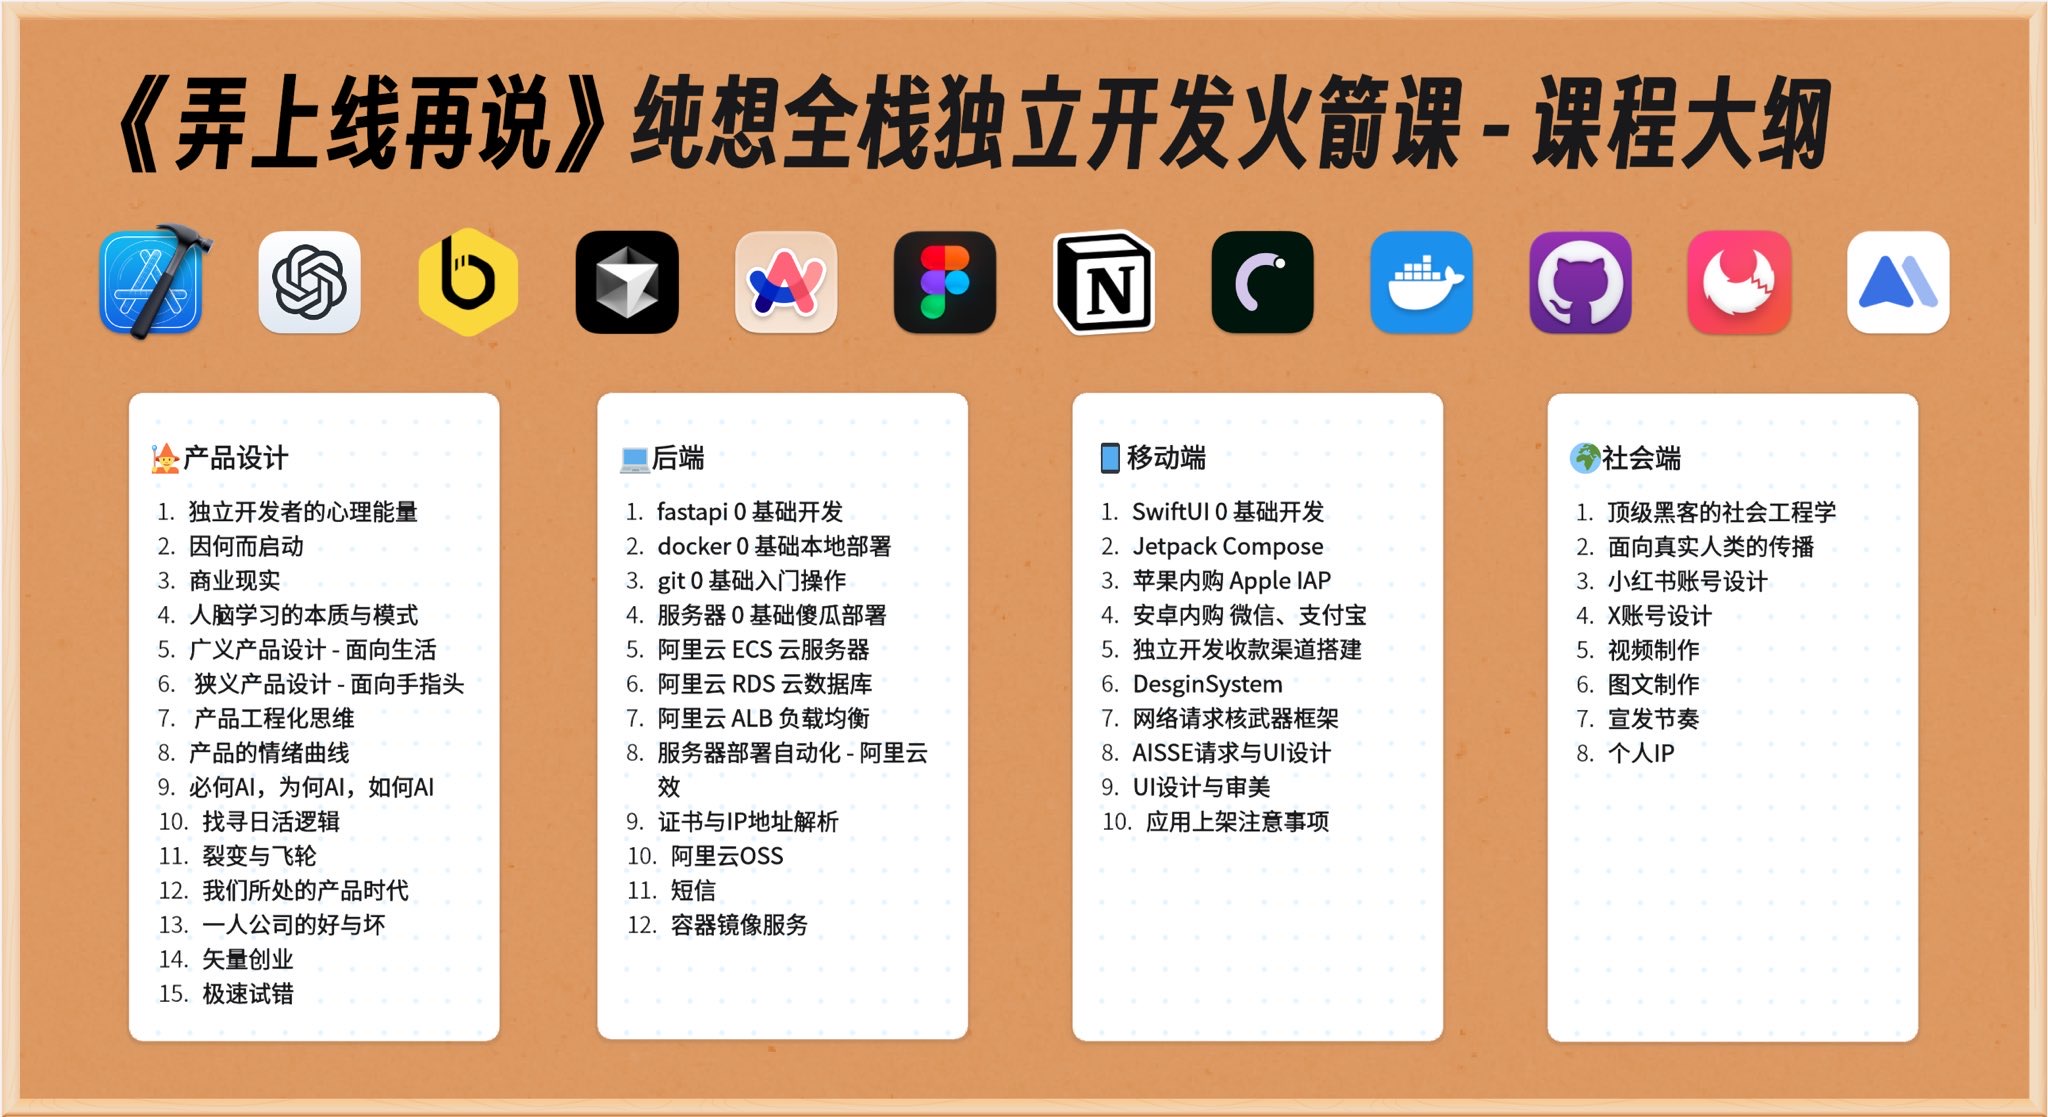 《弄上线再说》纯想全栈独立开发火箭课 - 课程大纲
产品设计
1. 独立开发者的心理能量
2. 因何而启动
3. 商业现实
4. 人脑学习的本质与模式
5. 广义产品设计 - 面向生活
6. 狭义产品设计 - 面向手指头
7. 产品工程化思维
8. 产品的情绪曲线
9. 必何AI，为何AI，如何AI
10. 找寻日活逻辑
11. 裂变与飞轮
12. 我们所处的产品时代
13. 一人公司的好与坏
14. 矢量创业
15. 极速试错
后端
1. fastapi 0 基础开发
2. docker 0 基础本地部署
3. git 0 基础入门操作
4. 服务器 0 基础傻瓜部署
5. 阿里云 ECS 云服务器
6. 阿里云 RDS 云数据库
7. 阿里云 ALB 负载均衡
8. 服务器部署自动化 - 阿里云
效
9. 证书与IP地址解析
10. 阿里云OSS
11. 短信
12. 容器镜像服务
移动端
1. SwiftUI 0 基础开发
2. Jetpack Compose
3. 苹果内购 Apple IAP
4. 安卓内购 微信、支付宝
5. 独立开发收款渠道搭建
6. DesginSystem
7. 网络请求核武器框架
8. AISSE请求与UI设计
9. UI设计与审美
10. 应用上架注意事项
社会端
1. 顶级黑客的社会工程学
2. 面向真实人类的传播
3. 小红书账号设计
4. X账号设计
5. 视频制作
6. 图文制作
7. 宣发节奏
8. 个人IP